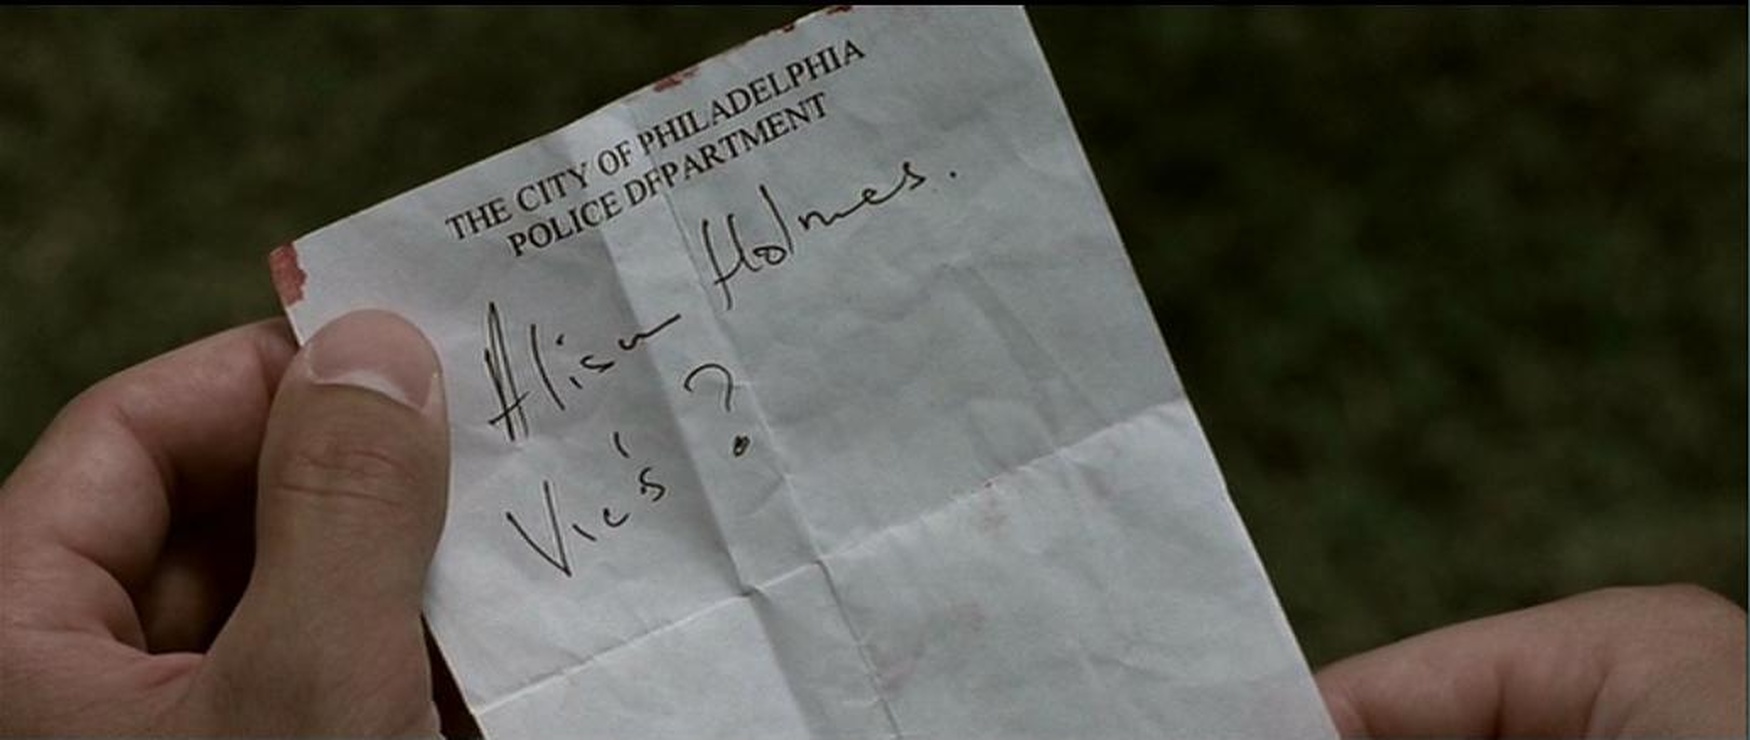 THE CITY OF PHILADELPHIA
POLICE DEPARTMENT
Alison Holmes.
Vic's ?